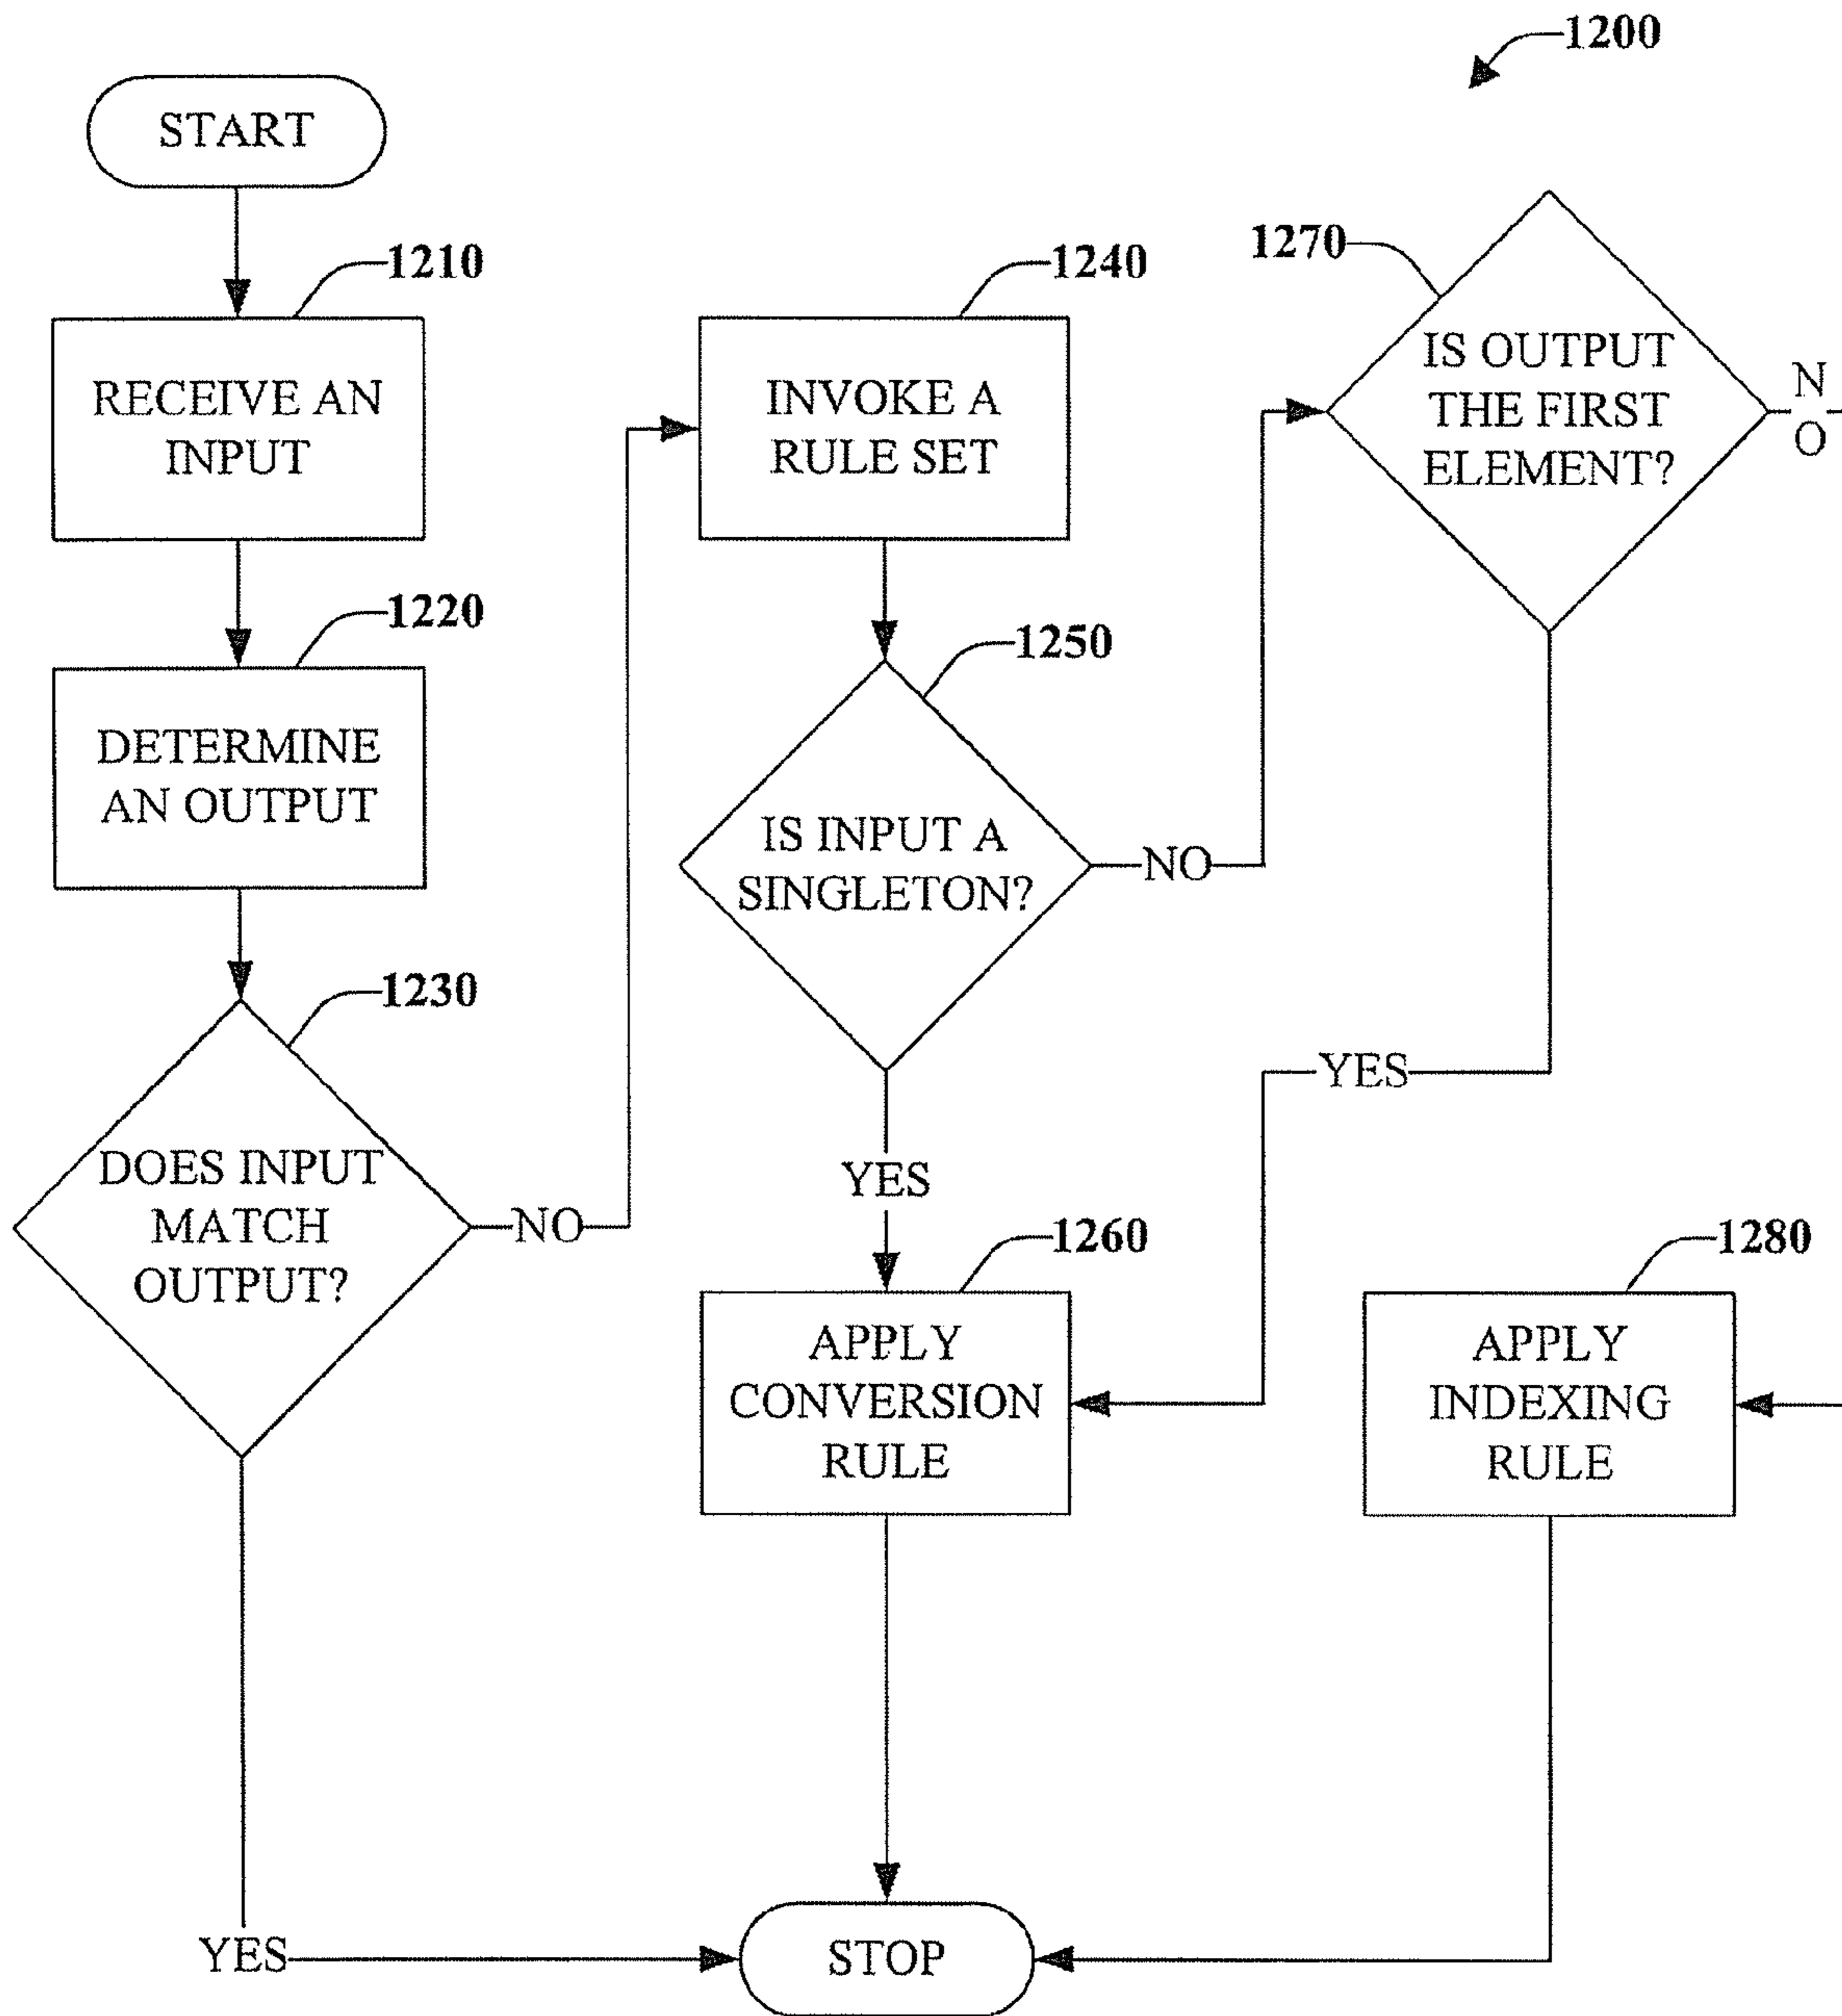 1200
START
1210
RECEIVE AN
INPUT
1220
DETERMINE
AN OUTPUT
1230
DOES INPUT
MATCH
OUTPUT?
NO
YES
1240
INVOKE A
RULE SET
1250
IS INPUT A
SINGLETON?
NO
YES
1260
APPLY
CONVERSION
RULE
1270
IS OUTPUT
THE FIRST
ELEMENT?
N
O
YES
1280
APPLY
INDEXING
RULE
STOP